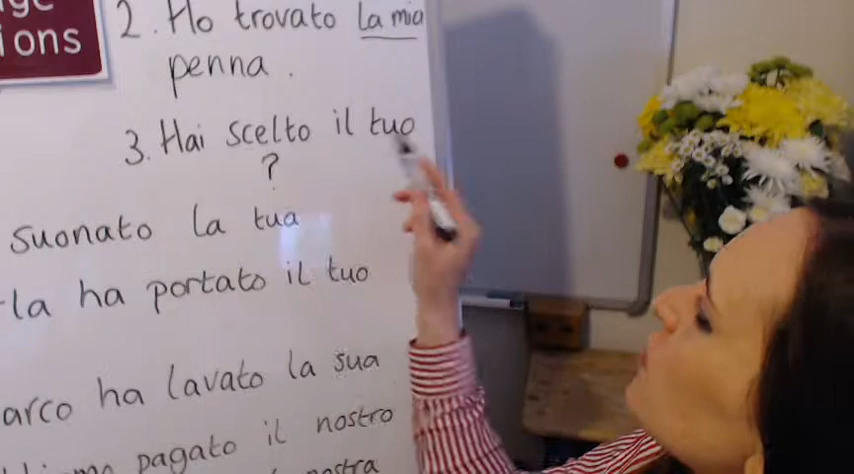 ions
2. Ho trovato la mia
penna.
3. Hai scelto il tuo
?
suonato la tua
la ha portato il tuo
arco ha lavato la sua
pagato il nostro
nostra